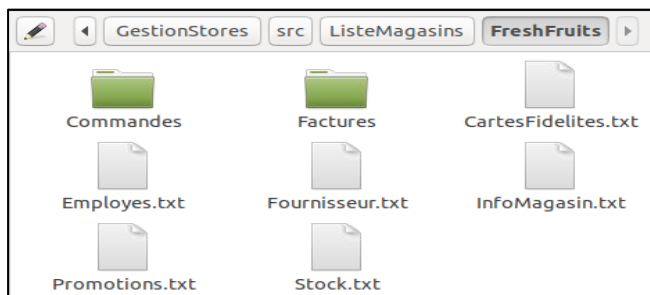 GestionStores src ListeMagasins FreshFruits
Commandes Factures CartesFidelites.txt
Employes.txt Fournisseur.txt InfoMagasin.txt
Promotions.txt Stock.txt